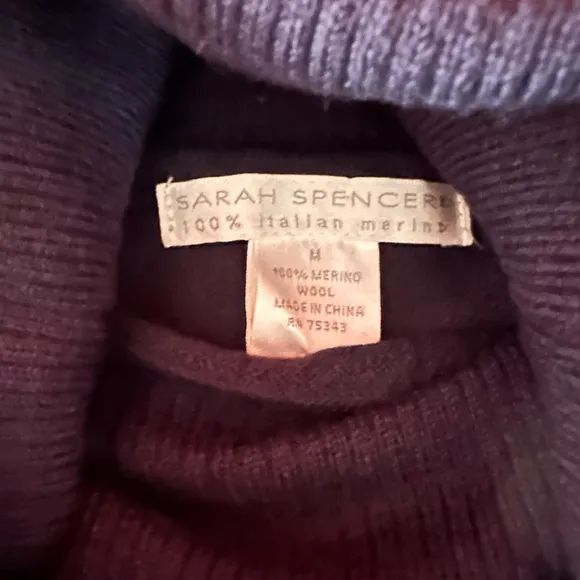 SARAH SPENCER
100% italian merino
M
100% MERINO
WOOL
MADE IN CHINA
RN 75343